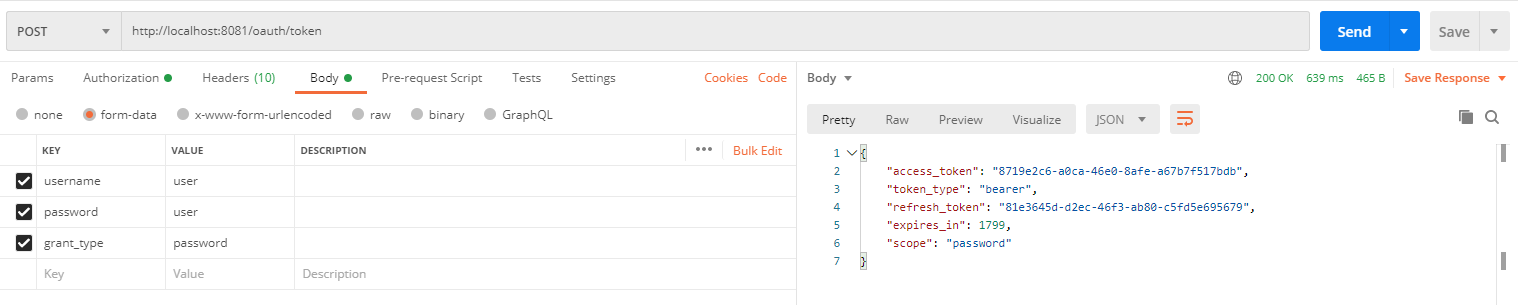 POST http://localhost:8081/oauth/token Send Save
Params Authorization Headers (10) Body Pre-request Script Tests Settings Cookies Code
none form-data x-www-form-urlencoded raw binary GraphQL
KEY VALUE DESCRIPTION ••• Bulk Edit
username user
password user
grant_type password
Key Value Description
Body 200 OK 639 ms 465 B Save Response
Pretty Raw Preview Visualize JSON
1 {
2 "access_token": "8719e2c6-a0ca-46e0-8afe-a67b7f517bdb",
3 "token_type": "bearer",
4 "refresh_token": "81e3645d-d2ec-46f3-ab80-c5fd5e695679",
5 "expires_in": 1799,
6 "scope": "password"
7 }